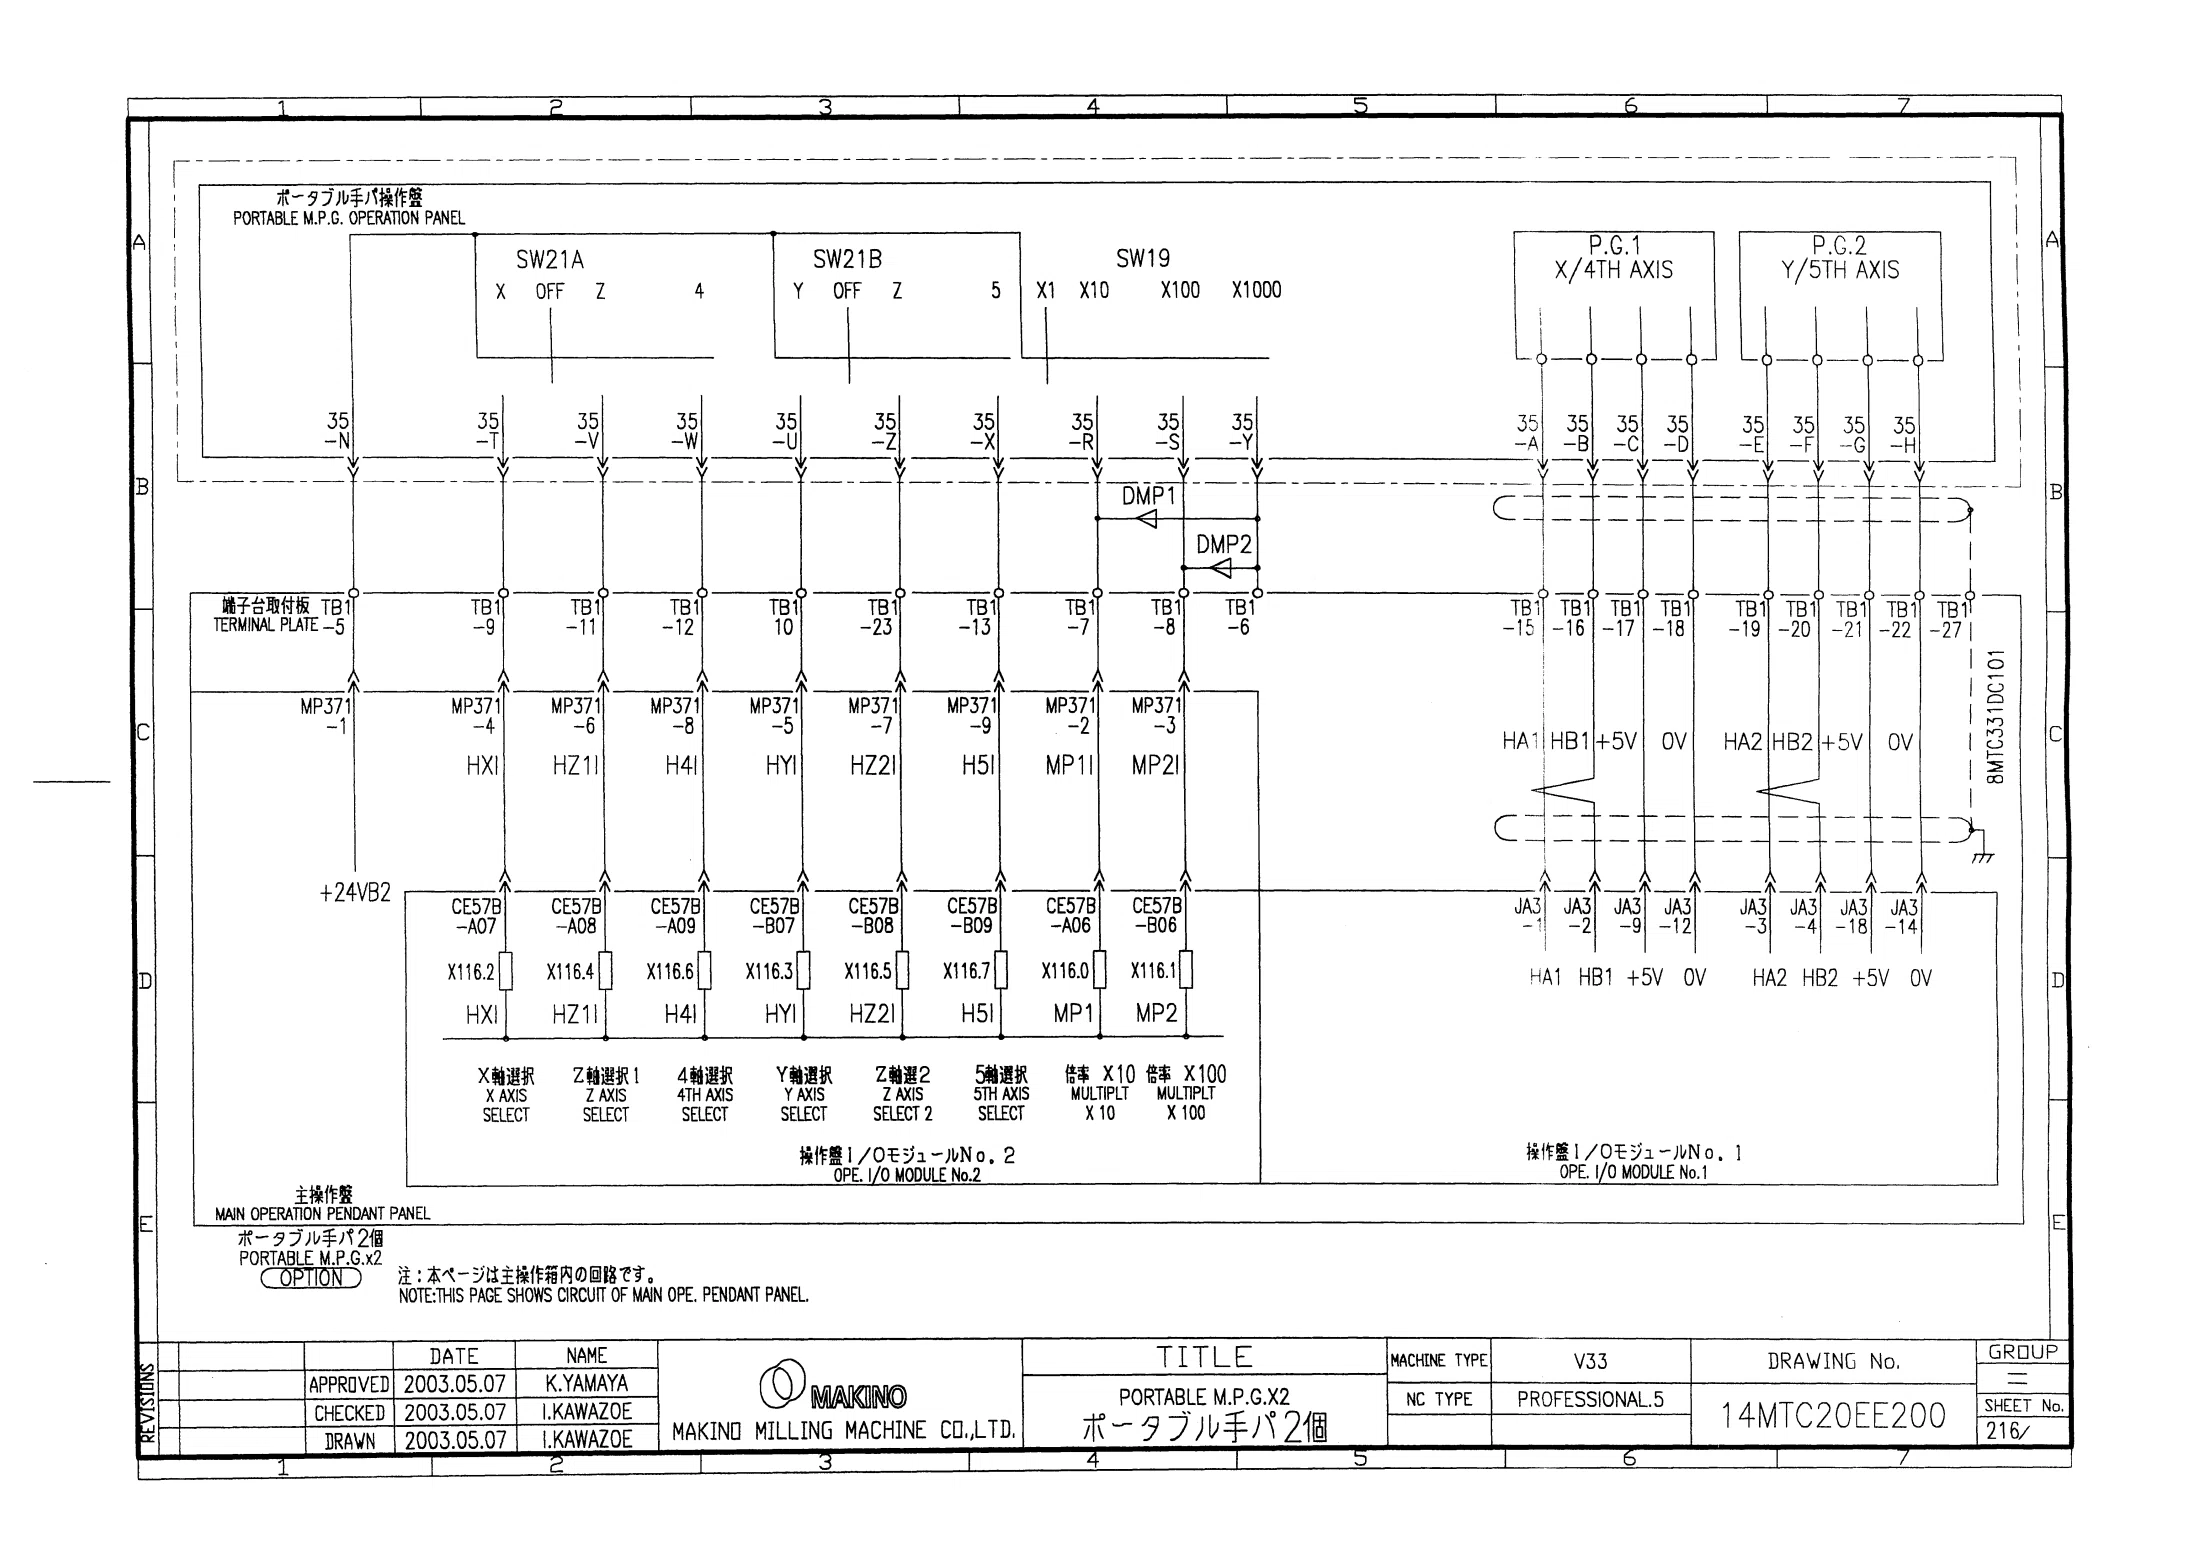 1 2 3 4 5 6 7
A A
B B
C C
D D
E E
ポータブル手パ操作盤
PORTABLE M.P.G. OPERATION PANEL
SW21A
X OFF Z 4
SW21B
Y OFF Z 5
SW19
X1 X10 X100 X1000
P.G.1
X/4TH AXIS
P.G.2
Y/5TH AXIS
35 35 35 35 35 35 35 35 35 35 35 35 35 35 35 35 35 35
-N -T -V -W -U -Z -X -R -S -Y -A -B -C -D -E -F -G -H
DMP1
DMP2
端子台取付板 TB1 TB1 TB1 TB1 TB1 TB1 TB1 TB1 TB1 TB1 TB1 TB1 TB1 TB1 TB1 TB1 TB1 TB1 TB1
TERMINAL PLATE -5 -9 -11 -12 10 -23 -13 -7 -8 -6 -15 -16 -17 -18 -19 -20 -21 -22 -27
MP371 MP371 MP371 MP371 MP371 MP371 MP371 MP371 MP371
-1 -4 -6 -8 -5 -7 -9 -2 -3
HXI HZ1I H4I HYI HZ2I H5I MP1I MP2I
HA1 HB1 +5V 0V HA2 HB2 +5V 0V
8MTC331DC101
+24VB2
CE57B CE57B CE57B CE57B CE57B CE57B CE57B CE57B
-A07 -A08 -A09 -B07 -B08 -B09 -A06 -B06
JA3 JA3 JA3 JA3 JA3 JA3 JA3 JA3
-1 -2 -9 -12 -3 -4 -18 -14
X116.2 X116.4 X116.6 X116.3 X116.5 X116.7 X116.0 X116.1
HA1 HB1 +5V 0V HA2 HB2 +5V 0V
HXI HZ1I H4I HYI HZ2I H5I MP1 MP2
X軸選択 Z軸選択1 4軸選択 Y軸選択 Z軸選2 5軸選択 倍率 X10 倍率 X100
X AXIS Z AXIS 4TH AXIS Y AXIS Z AXIS 5TH AXIS MULTIPLT MULTIPLT
SELECT SELECT SELECT SELECT SELECT 2 SELECT X 10 X 100
操作盤I/OモジュールNo.2
OPE. I/O MODULE No.2
操作盤I/OモジュールNo.1
OPE. I/O MODULE No.1
主操作盤
MAIN OPERATION PENDANT PANEL
ポータブル手パ2個
PORTABLE M.P.G.x2
OPTION
注:本ページは主操作箱内の回路です。
NOTE:THIS PAGE SHOWS CIRCUIT OF MAIN OPE. PENDANT PANEL.
REVISIONS
DATE NAME
APPROVED 2003.05.07 K.YAMAYA
CHECKED 2003.05.07 I.KAWAZOE
DRAWN 2003.05.07 I.KAWAZOE
MAKINO
MAKINO MILLING MACHINE CO.,LTD.
TITLE
PORTABLE M.P.G.X2
ポータブル手パ2個
MACHINE TYPE V33
NC TYPE PROFESSIONAL.5
DRAWING No.
14MTC20EE200
GROUP
=
SHEET No.
216/
1 2 3 4 5 6 7